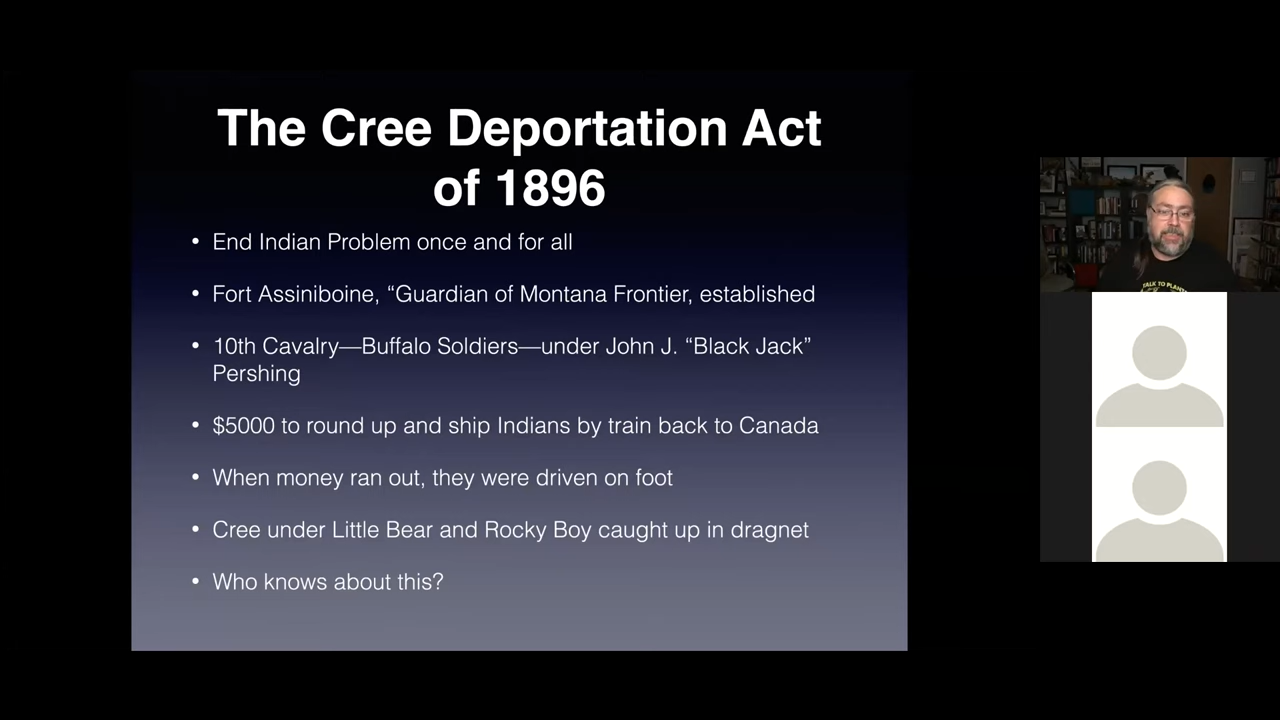 The Cree Deportation Act
of 1896
• End Indian Problem once and for all
• Fort Assiniboine, “Guardian of Montana Frontier, established
• 10th Cavalry—Buffalo Soldiers—under John J. “Black Jack”
Pershing
• $5000 to round up and ship Indians by train back to Canada
• When money ran out, they were driven on foot
• Cree under Little Bear and Rocky Boy caught up in dragnet
• Who knows about this?
TALK TO PLANTS